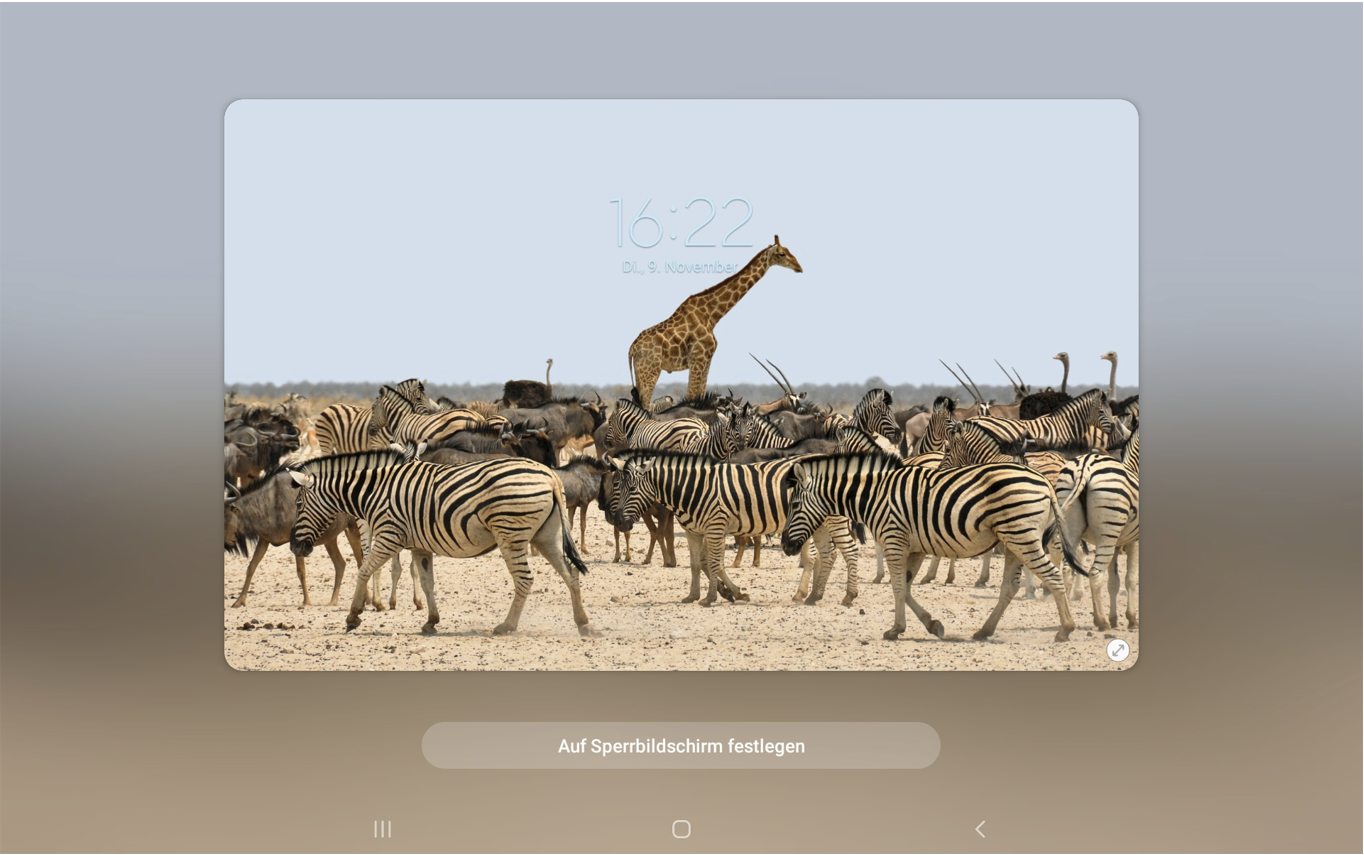 16:22
Di., 9. November
Auf Sperrbildschirm festlegen